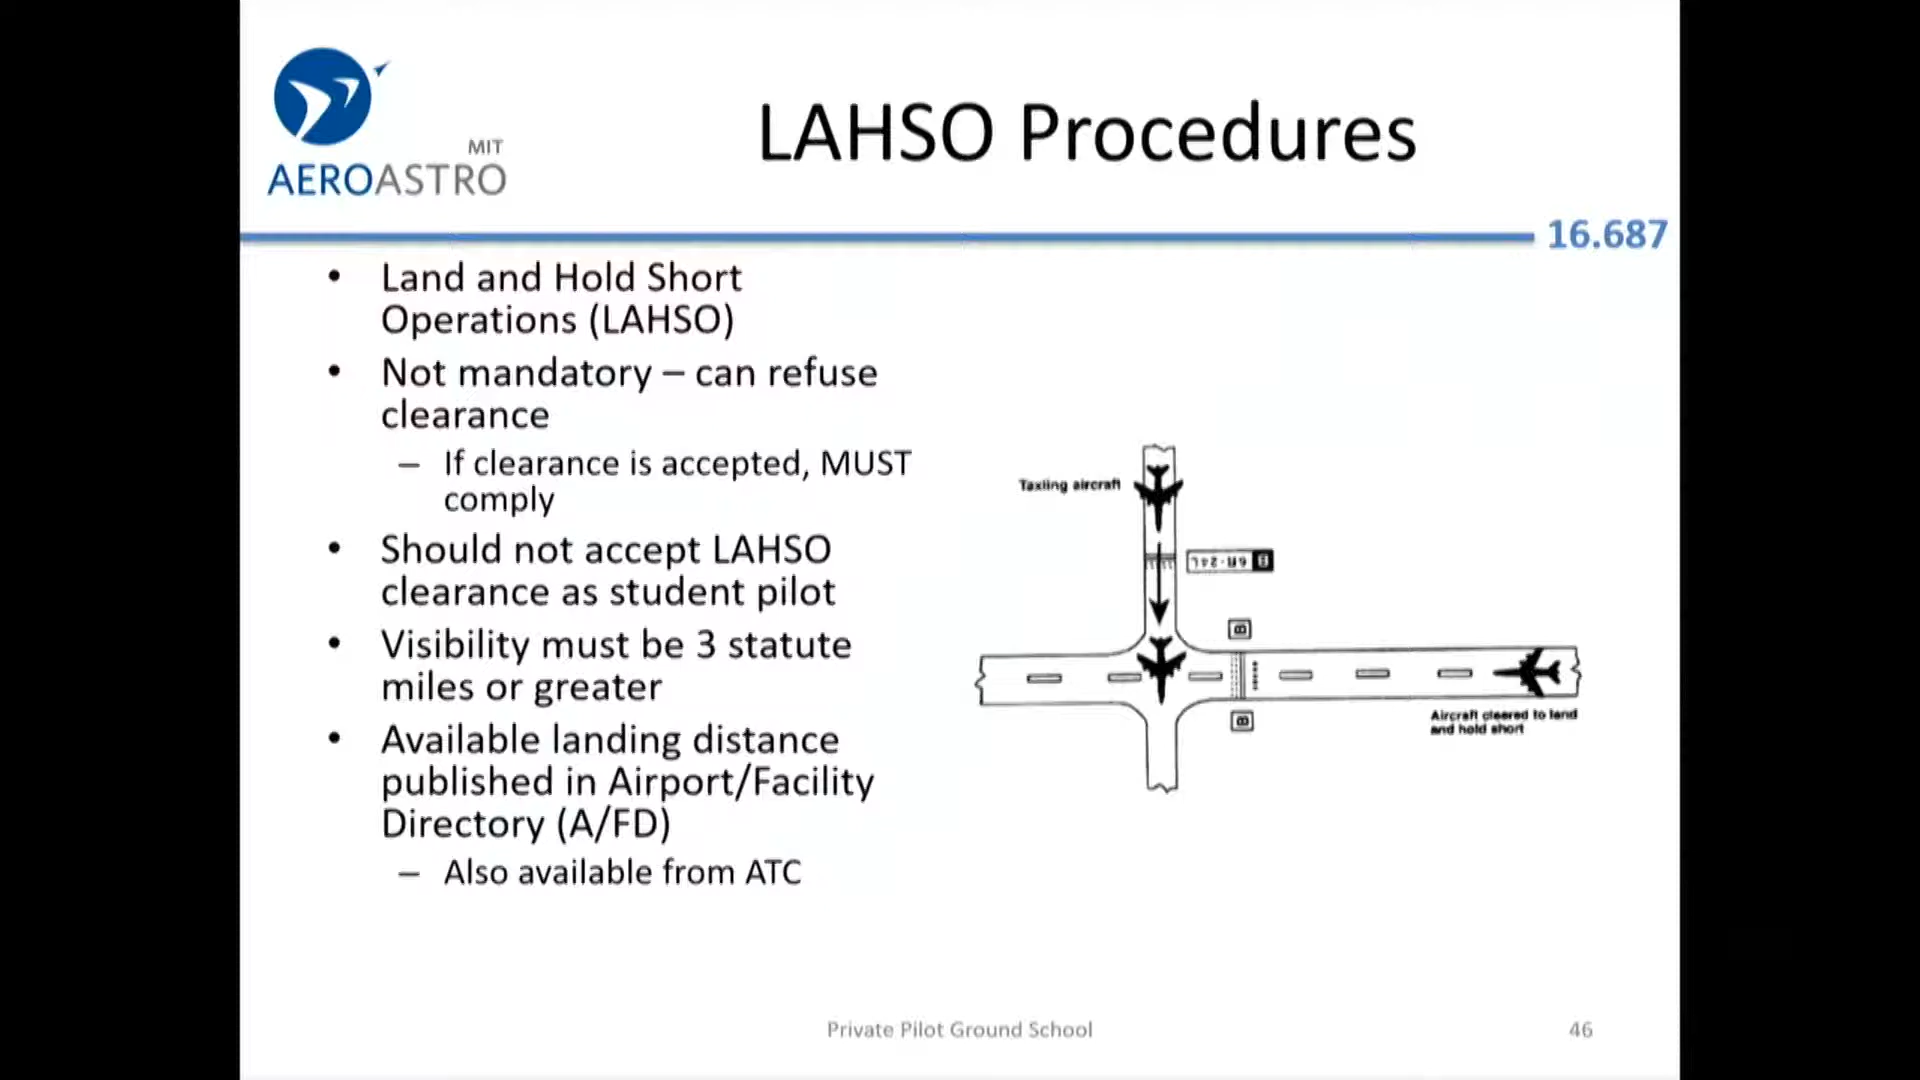 MIT
AEROASTRO
LAHSO Procedures
16.687
• Land and Hold Short
Operations (LAHSO)
• Not mandatory – can refuse
clearance
– If clearance is accepted, MUST
comply
• Should not accept LAHSO
clearance as student pilot
• Visibility must be 3 statute
miles or greater
• Available landing distance
published in Airport/Facility
Directory (A/FD)
– Also available from ATC
Taxiing aircraft
6R-24L B
B
B
Aircraft cleared to land
and hold short
Private Pilot Ground School
46